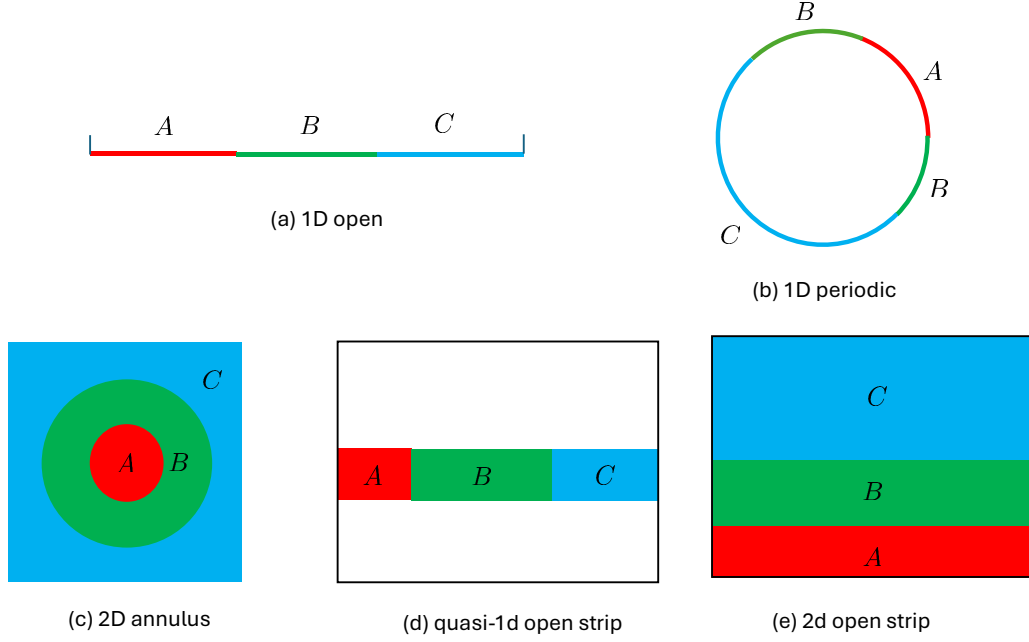 A B C
(a) 1D open
B
A
B
C
(b) 1D periodic
C
A B
(c) 2D annulus
A B C
(d) quasi-1d open strip
C
B
A
(e) 2d open strip